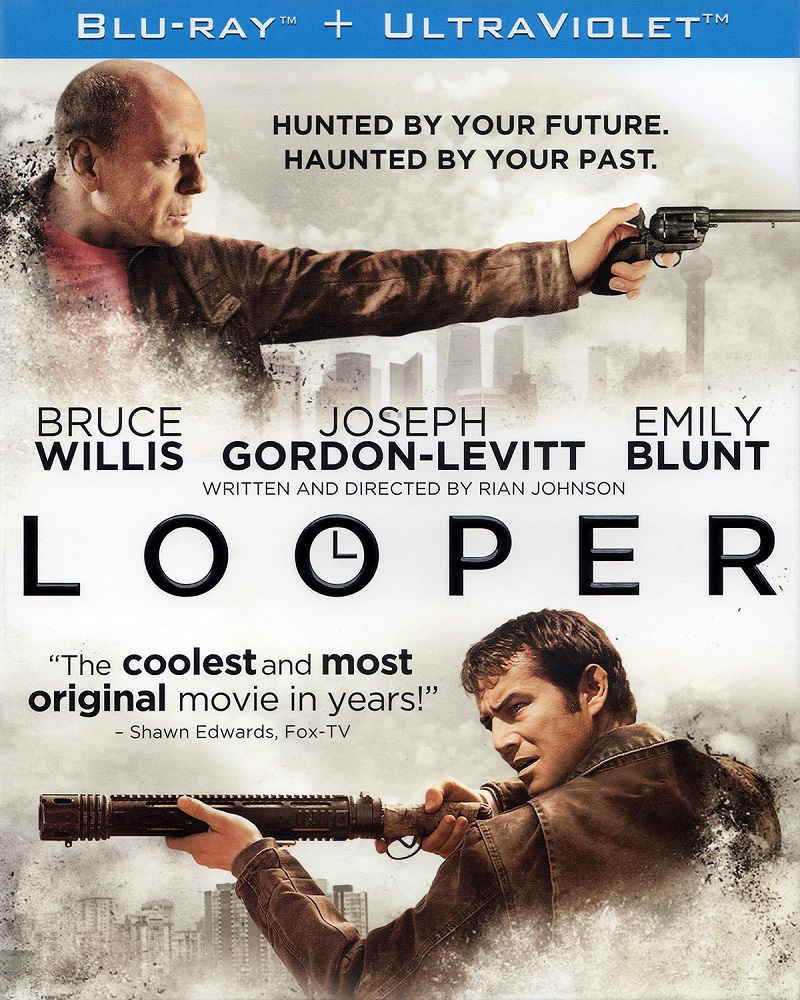 BLU-RAY™ + ULTRAVIOLET™
HUNTED BY YOUR FUTURE.
HAUNTED BY YOUR PAST.
BRUCE WILLIS
JOSEPH GORDON-LEVITT
EMILY BLUNT
WRITTEN AND DIRECTED BY RIAN JOHNSON
LOOPER
“The coolest and most
original movie in years!”
– Shawn Edwards, Fox-TV